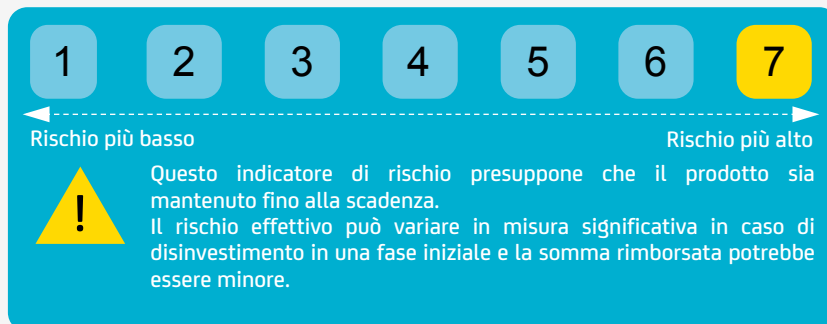 1 2 3 4 5 6 7
Rischio più basso Rischio più alto
!
Questo indicatore di rischio presuppone che il prodotto sia
mantenuto fino alla scadenza.
Il rischio effettivo può variare in misura significativa in caso di
disinvestimento in una fase iniziale e la somma rimborsata potrebbe
essere minore.